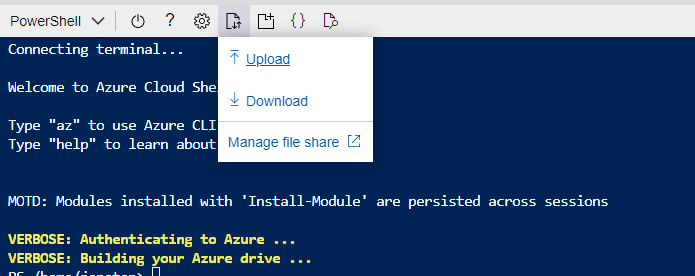 PowerShell
?
{}
Upload
Download
Manage file share
Connecting terminal...
Welcome to Azure Cloud She
Type "az" to use Azure CLI
Type "help" to learn about
MOTD: Modules installed with 'Install-Module' are persisted across sessions
VERBOSE: Authenticating to Azure ...
VERBOSE: Building your Azure drive ...
PS /home/